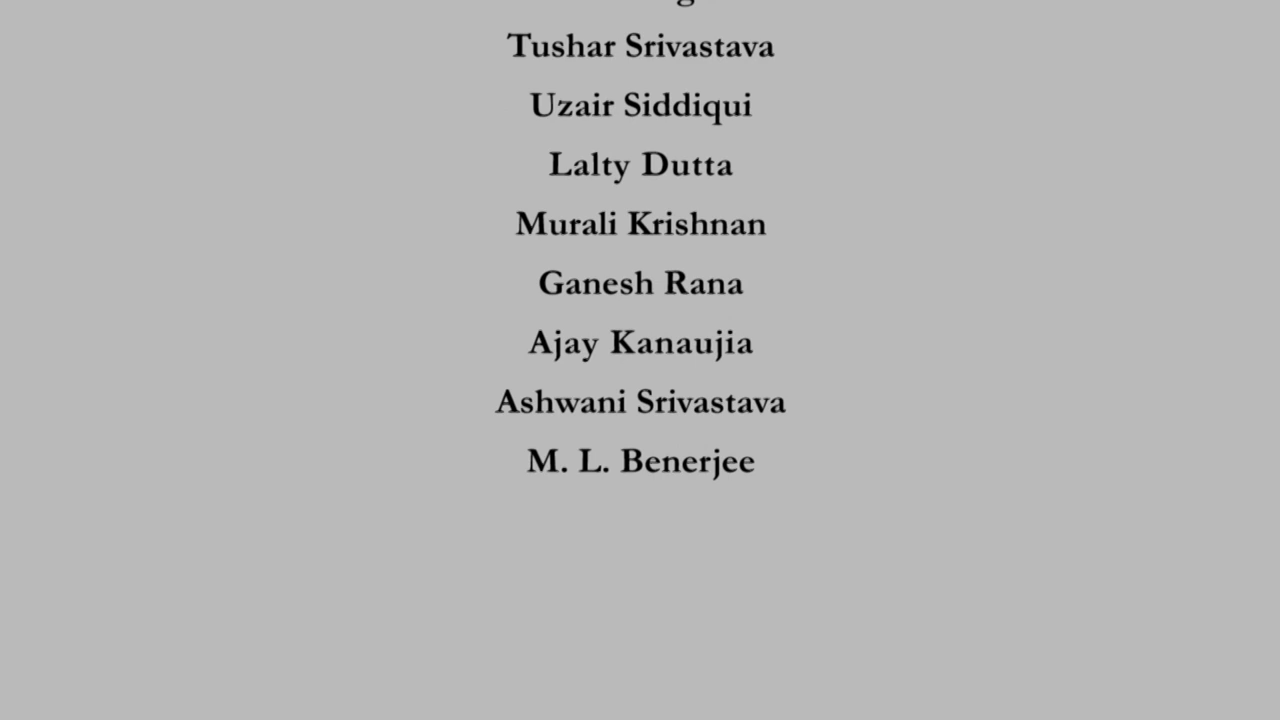 Tushar Srivastava
Uzair Siddiqui
Lalty Dutta
Murali Krishnan
Ganesh Rana
Ajay Kanaujia
Ashwani Srivastava
M. L. Benerjee